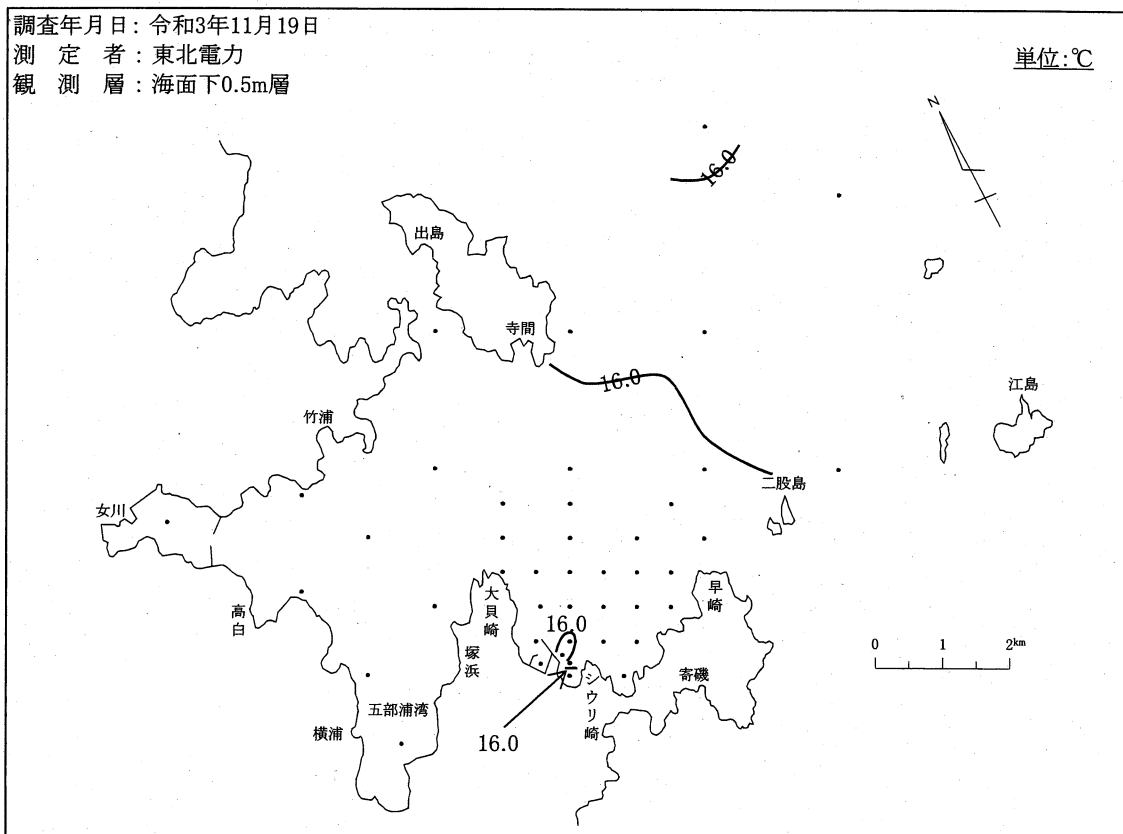 調査年月日：令和3年11月19日
測定者：東北電力
観測層：海面下0.5m層
単位：℃
N
16.0
出島
寺間
16.0
江島
竹浦
二股島
女川
大貝崎
早崎
高白
16.0
塚浜
シウリ崎
寄磯
0 1 2km
五部浦湾
横浦
16.0